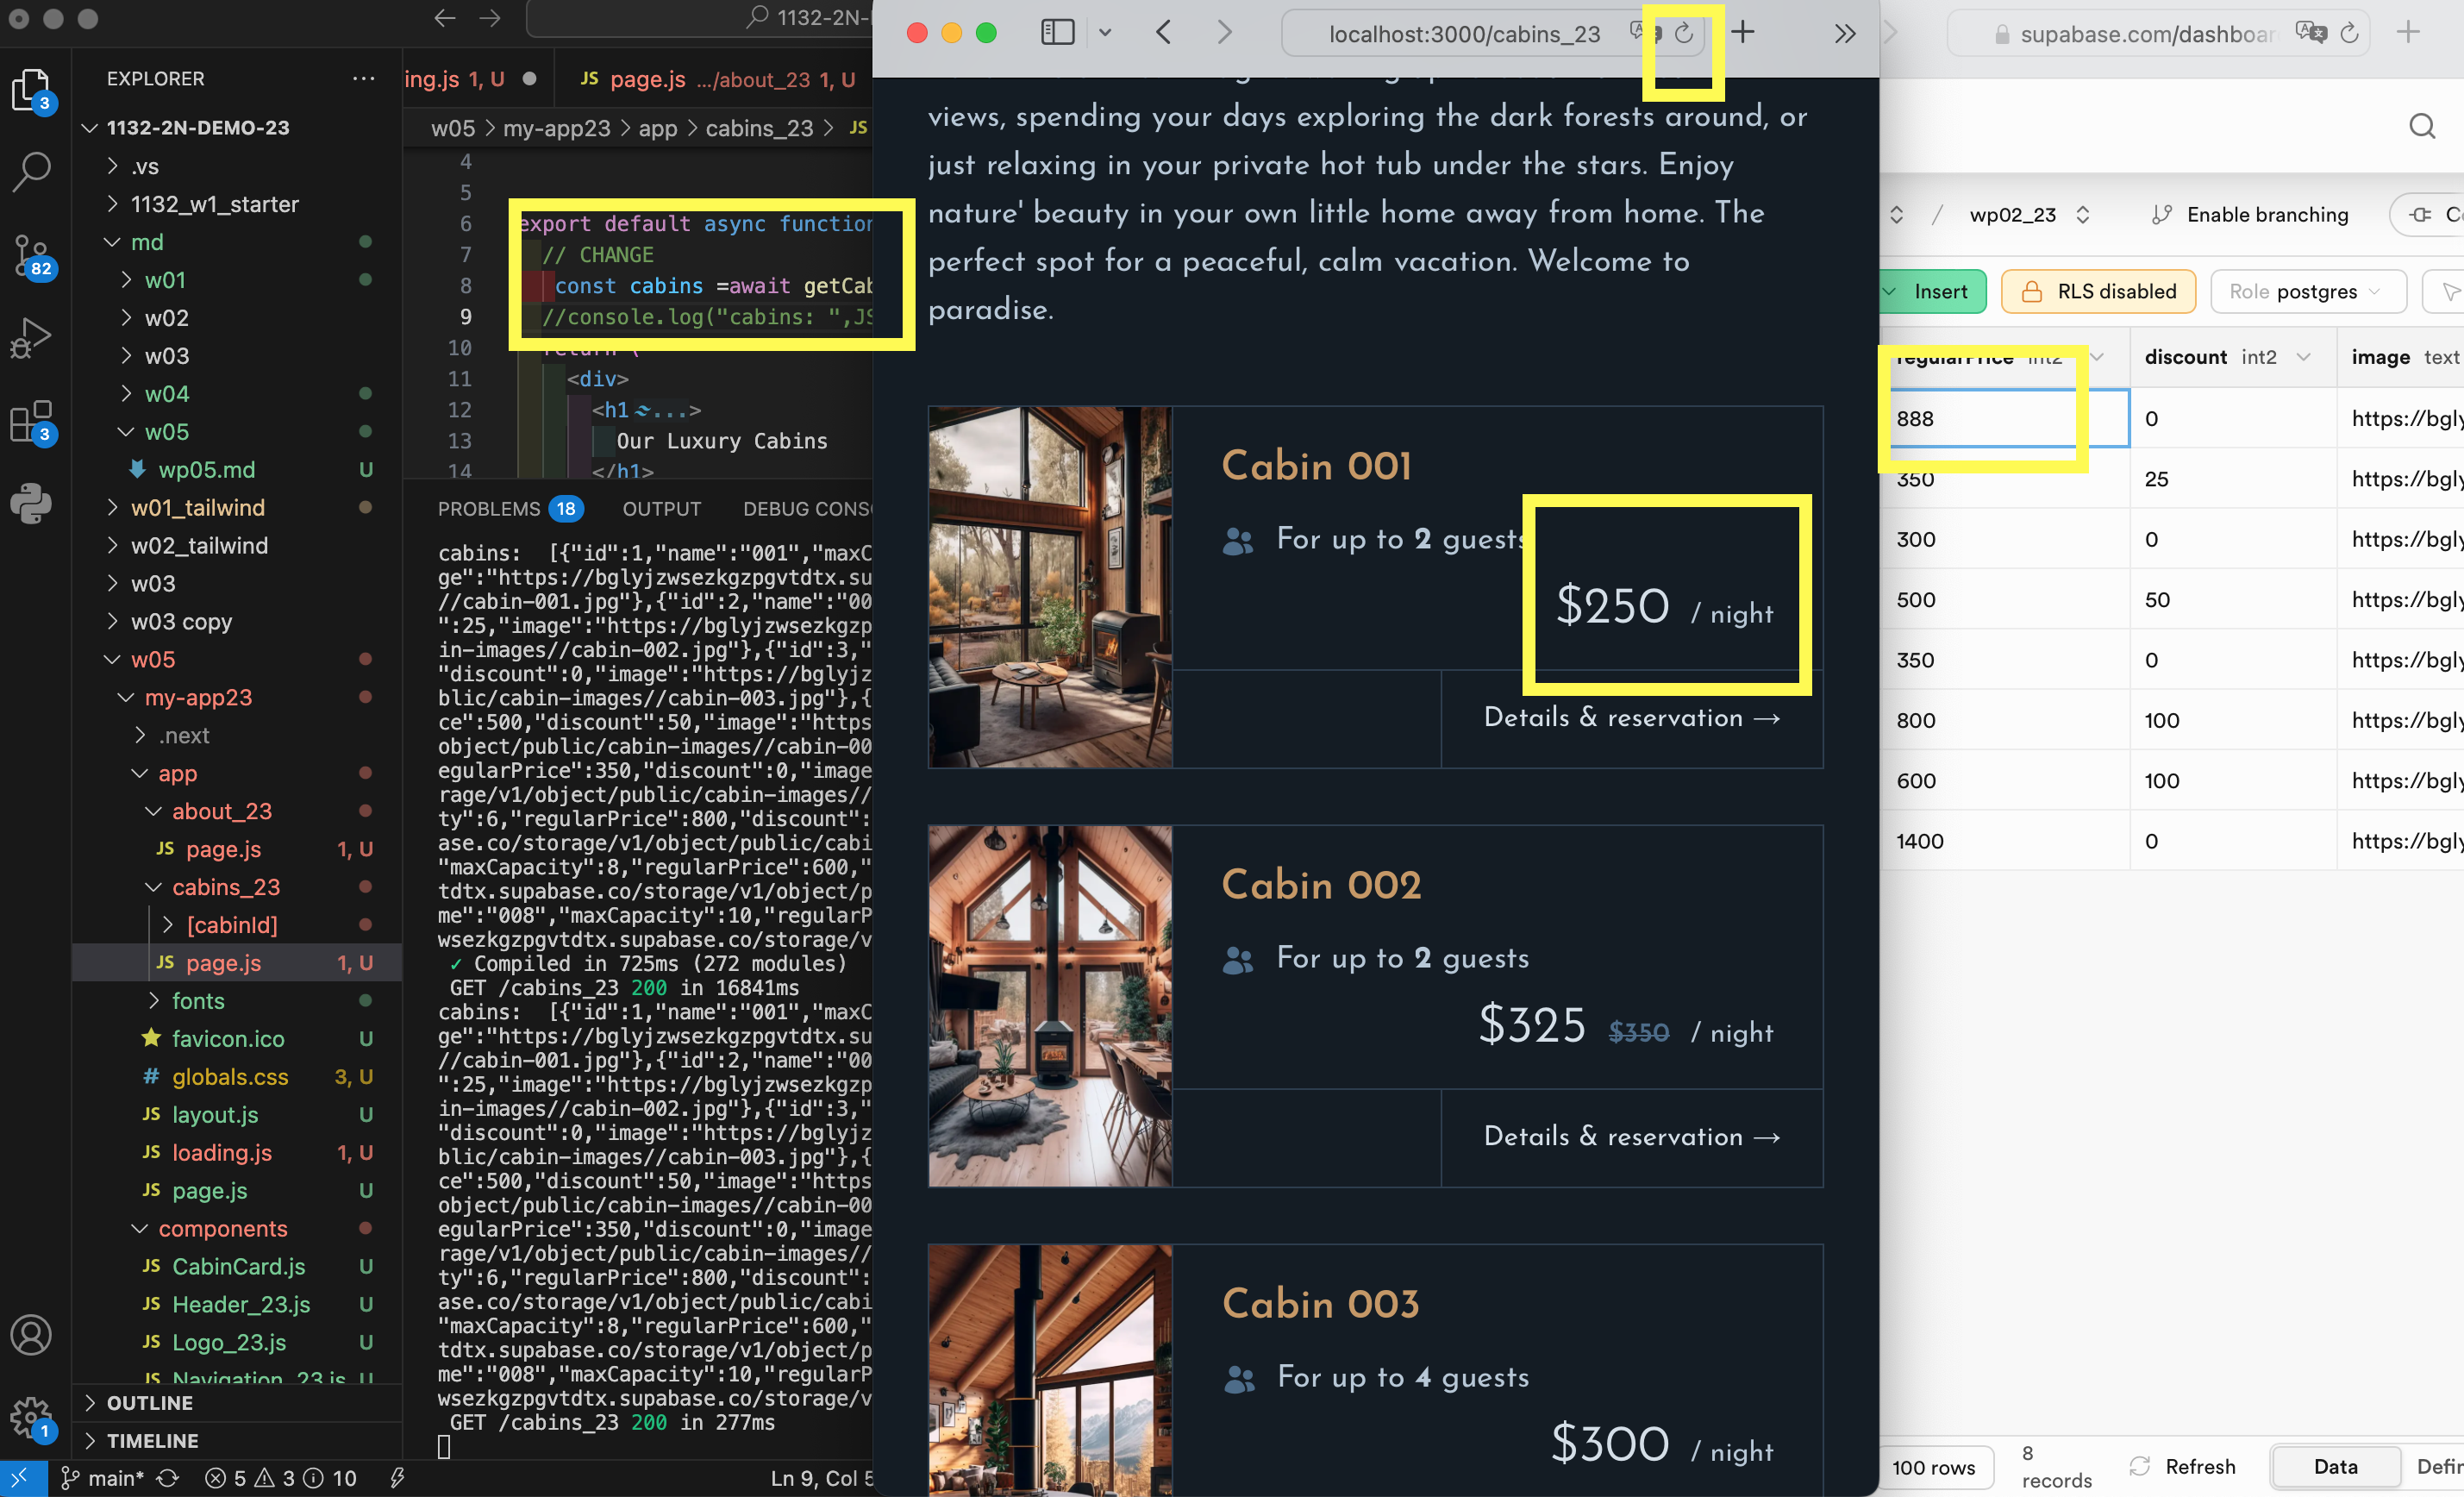 1132-2N-
EXPLORER
3
1132-2N-DEMO-23
.vs
1132_w1_starter
md
w01
w02
w03
w04
w05
wp05.md U
w01_tailwind
w02_tailwind
w03
w03 copy
w05
my-app23
.next
app
about_23
page.js 1, U
cabins_23
[cabinId]
page.js 1, U
fonts
favicon.ico U
globals.css 3, U
layout.js U
loading.js 1, U
page.js U
components
CabinCard.js U
Header_23.js U
Logo_23.js U
Navigation_23.js U
OUTLINE
TIMELINE
82
3
1
main* 5 3 10
Ln 9, Col 5
ing.js 1, U
JS page.js .../about_23 1, U
w05 > my-app23 > app > cabins_23 > JS
4
5
6 export default async function
7 // CHANGE
8 const cabins =await getCab
9 //console.log("cabins: ",JS
10 return (
11 <div>
12 <h1 ...>
13 Our Luxury Cabins
14 </h1>
PROBLEMS 18 OUTPUT DEBUG CONS
cabins:  [{"id":1,"name":"001","maxC
ge":"https://bglyjzwsezkgzpgvtdtx.su
//cabin-001.jpg"},{"id":2,"name":"00
":25,"image":"https://bglyjzwsezkgzp
in-images//cabin-002.jpg"},{"id":3,"
"discount":0,"image":"https://bglyjz
blic/cabin-images//cabin-003.jpg"},{
ce":500,"discount":50,"image":"https
object/public/cabin-images//cabin-00
egularPrice":350,"discount":0,"image
rage/v1/object/public/cabin-images//
ty":6,"regularPrice":800,"discount":
ase.co/storage/v1/object/public/cabi
"maxCapacity":8,"regularPrice":600,"
tdtx.supabase.co/storage/v1/object/p
me":"008","maxCapacity":10,"regularP
wsezkgzpgvtdtx.supabase.co/storage/v
✓ Compiled in 725ms (272 modules)
GET /cabins_23 200 in 16841ms
cabins:  [{"id":1,"name":"001","maxC
ge":"https://bglyjzwsezkgzpgvtdtx.su
//cabin-001.jpg"},{"id":2,"name":"00
":25,"image":"https://bglyjzwsezkgzp
in-images//cabin-002.jpg"},{"id":3,"
"discount":0,"image":"https://bglyjz
blic/cabin-images//cabin-003.jpg"},{
ce":500,"discount":50,"image":"https
object/public/cabin-images//cabin-00
egularPrice":350,"discount":0,"image
rage/v1/object/public/cabin-images//
ty":6,"regularPrice":800,"discount":
ase.co/storage/v1/object/public/cabi
"maxCapacity":8,"regularPrice":600,"
tdtx.supabase.co/storage/v1/object/p
me":"008","maxCapacity":10,"regularP
wsezkgzpgvtdtx.supabase.co/storage/v
GET /cabins_23 200 in 277ms
localhost:3000/cabins_23
views, spending your days exploring the dark forests around, or
just relaxing in your private hot tub under the stars. Enjoy
nature' beauty in your own little home away from home. The
perfect spot for a peaceful, calm vacation. Welcome to
paradise.
Cabin 001
For up to 2 guests
$250 / night
Details & reservation →
Cabin 002
For up to 2 guests
$325 $350 / night
Details & reservation →
Cabin 003
For up to 4 guests
$300 / night
supabase.com/dashboar
/ wp02_23 Enable branching
Insert RLS disabled Role postgres
regularPrice int2 discount int2 image text
888 0 https://bgly
350 25 https://bgly
300 0 https://bgly
500 50 https://bgly
350 0 https://bgly
800 100 https://bgly
600 100 https://bgly
1400 0 https://bgly
100 rows 8 records Refresh Data Defin